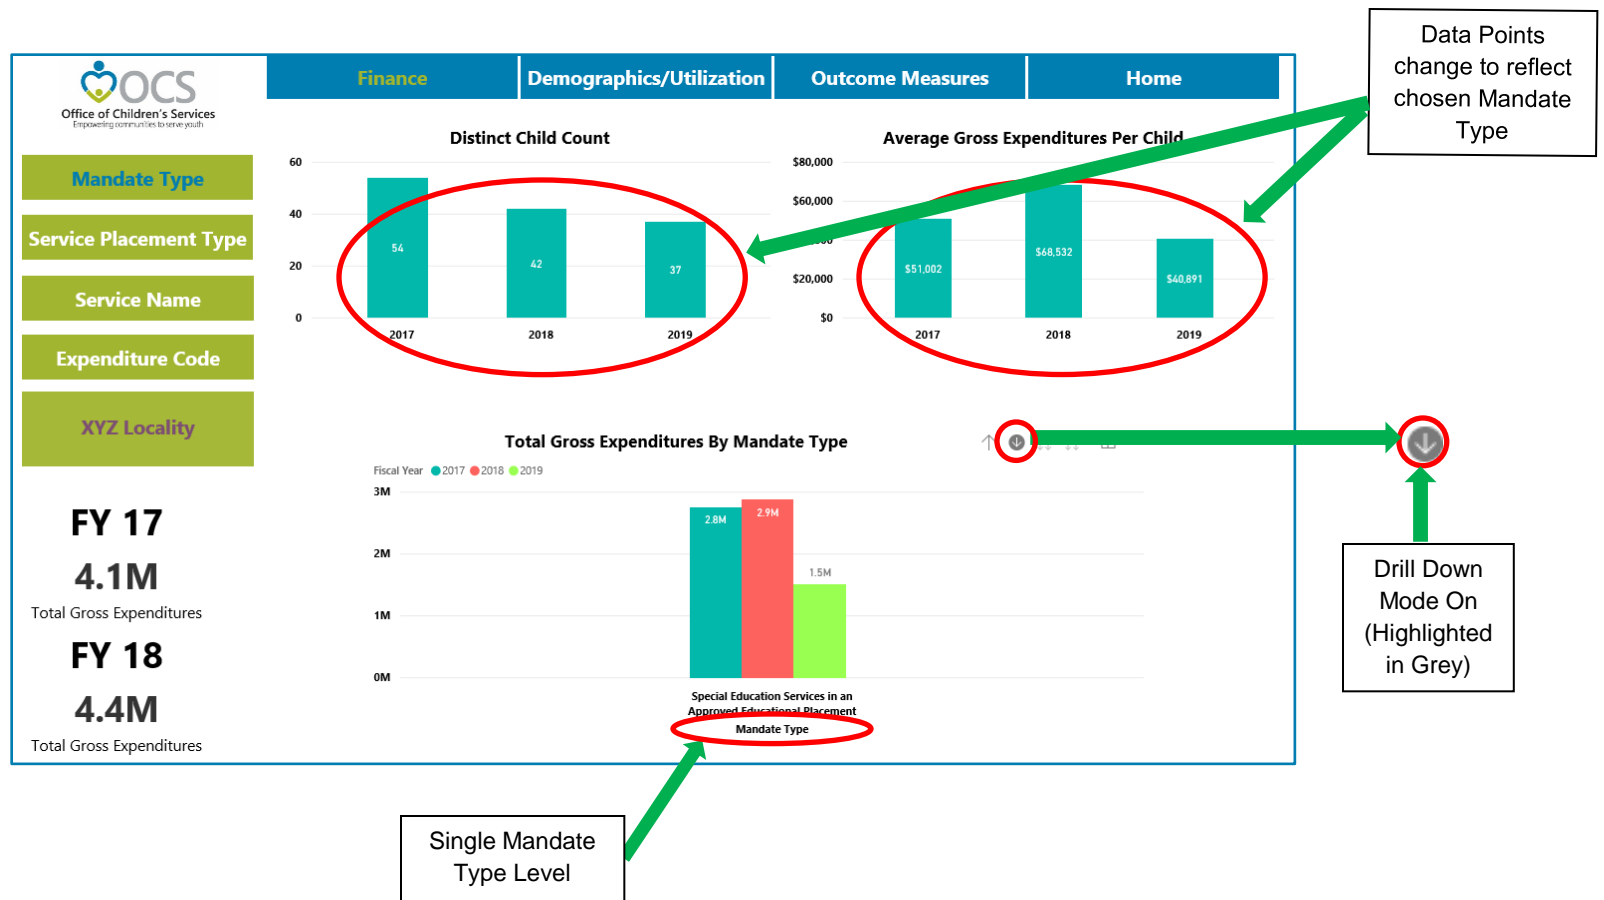 Data Points
change to reflect
chosen Mandate
Type
OCS
Office of Children's Services
Empowering communities to serve youth
Finance
Demographics/Utilization
Outcome Measures
Home
Mandate Type
Service Placement Type
Service Name
Expenditure Code
XYZ Locality
FY 17
4.1M
Total Gross Expenditures
FY 18
4.4M
Total Gross Expenditures
Distinct Child Count
60
40
20
0
54
42
37
2017
2018
2019
Average Gross Expenditures Per Child
$80,000
$60,000
$20,000
$0
$51,002
$68,532
$40,891
2017
2018
2019
Total Gross Expenditures By Mandate Type
Fiscal Year 2017 2018 2019
3M
2M
1M
0M
2.8M
2.9M
1.5M
Special Education Services in an
Approved Educational Placement
Mandate Type
Drill Down
Mode On
(Highlighted
in Grey)
Single Mandate
Type Level